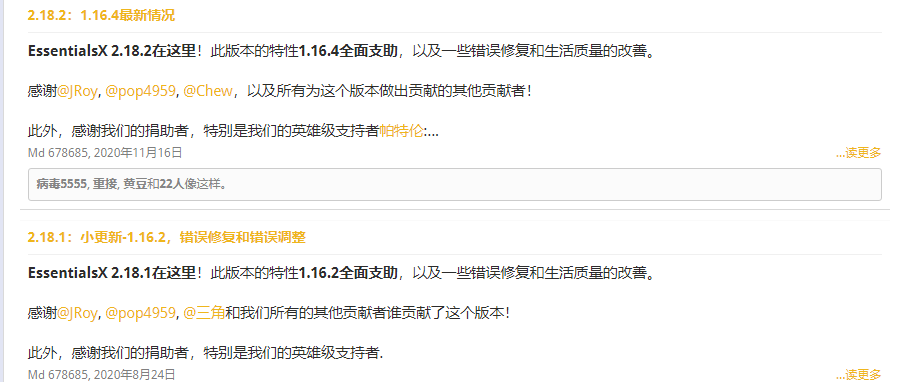 2.18.2：1.16.4最新情况
EssentialsX 2.18.2在这里！此版本的特性1.16.4全面支助，以及一些错误修复和生活质量的改善。
感谢@JRoy, @pop4959, @Chew，以及所有为这个版本做出贡献的其他贡献者！
此外，感谢我们的捐助者，特别是我们的英雄级支持者帕特伦:...
Md 678685, 2020年11月16日 ...读更多
病毒5555, 重接, 黄豆和22人像这样。
2.18.1：小更新-1.16.2，错误修复和错误调整
EssentialsX 2.18.1在这里！此版本的特性1.16.2全面支助，以及一些错误修复和生活质量的改善。
感谢@JRoy, @pop4959, @三角和我们所有的其他贡献者谁贡献了这个版本！
此外，感谢我们的捐助者，特别是我们的英雄级支持者.
Md 678685, 2020年8月24日 ...读更多